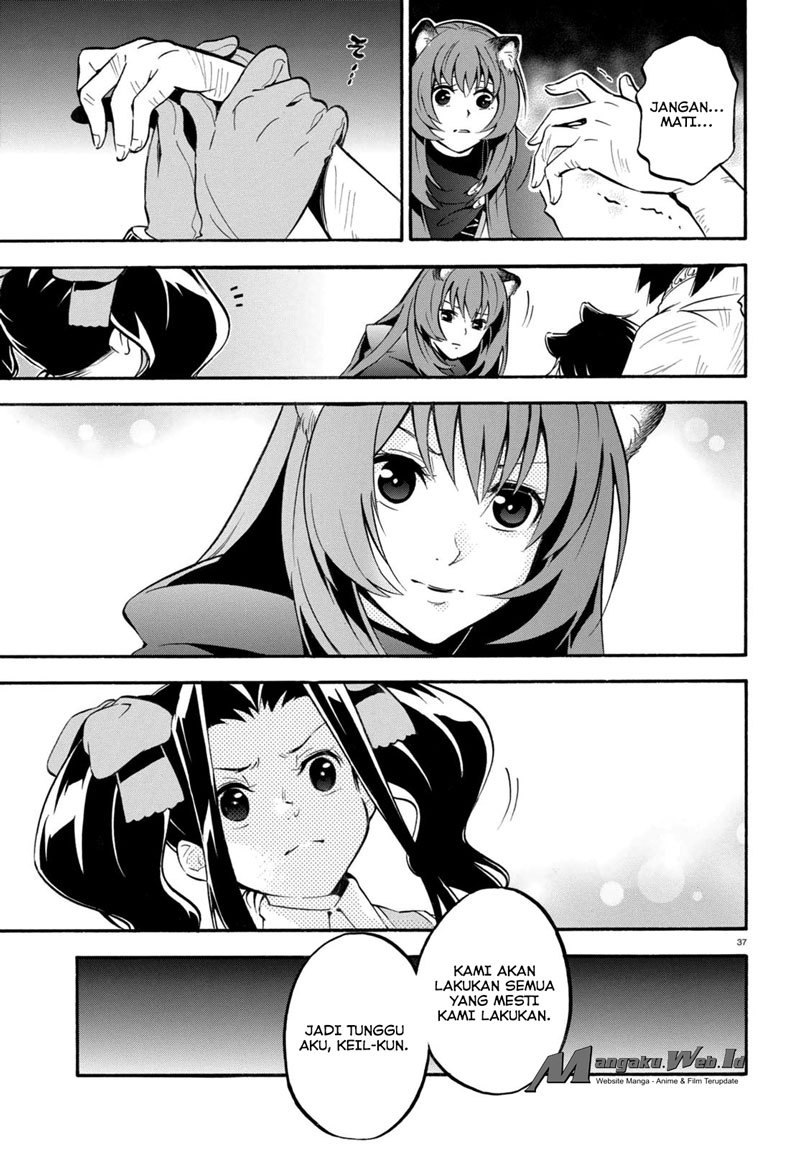 JANGAN...
MATI...
そ...
37
KAMI AKAN
LAKUKAN SEMUA
YANG MESTI
KAMI LAKUKAN.
JADI TUNGGU
AKU, KEIL-KUN.
Mangaku.Web.Id
Website Manga - Anime & Film Terupdate